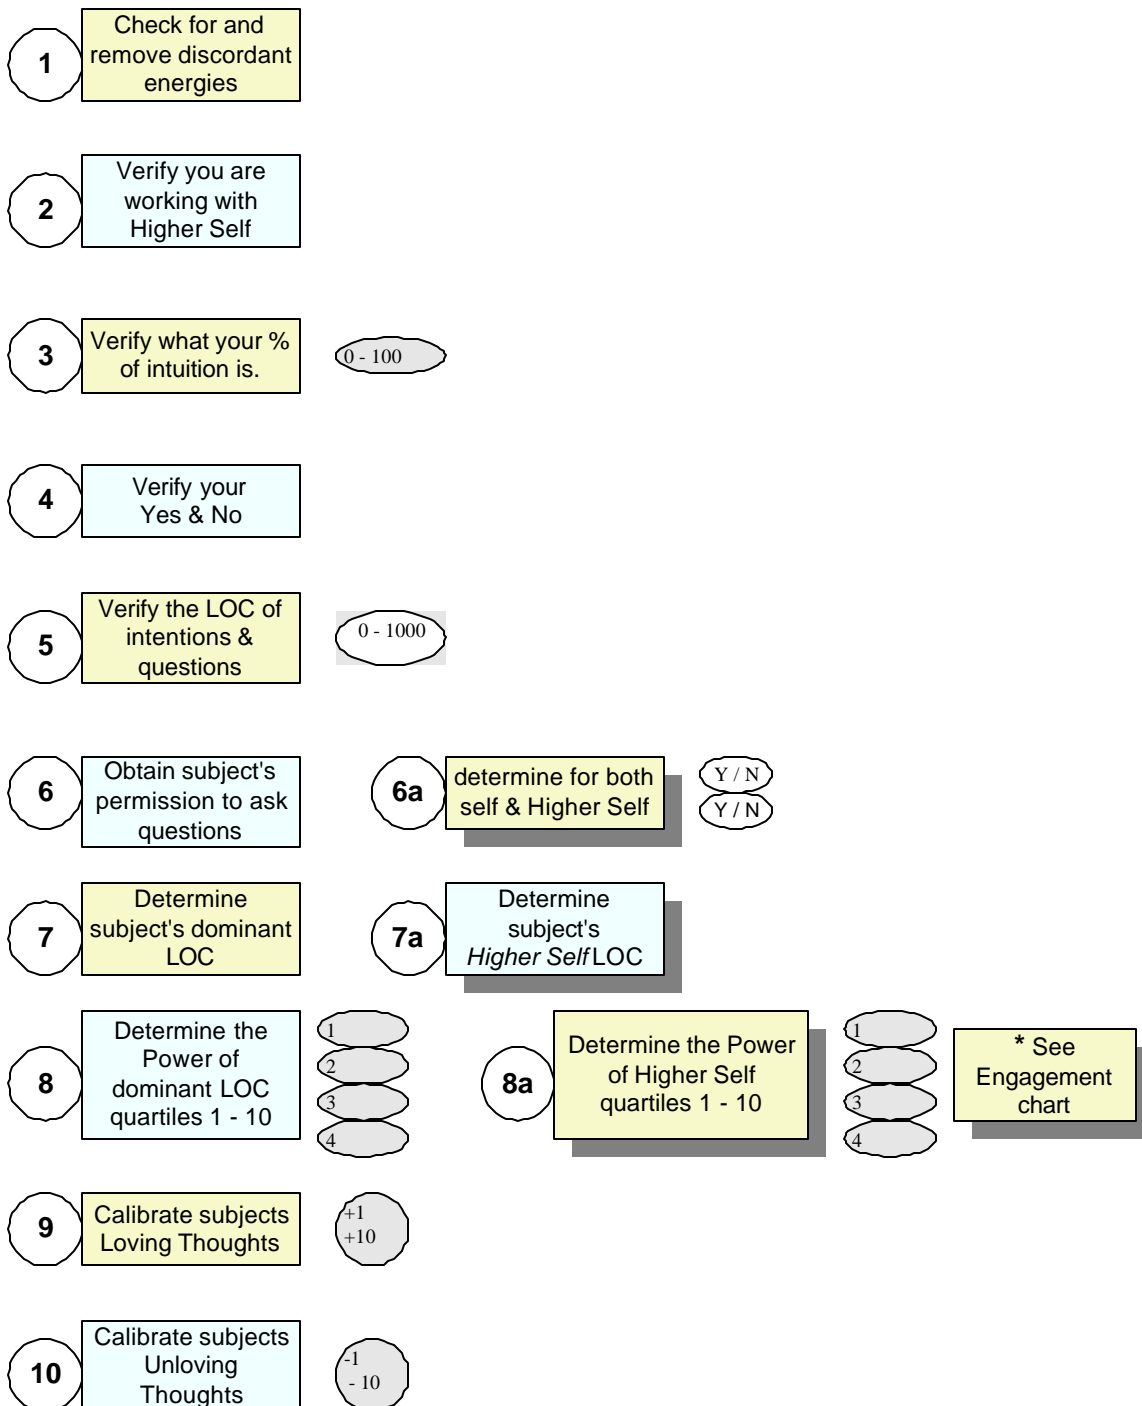 1
Check for and
remove discordant
energies
2
Verify you are
working with
Higher Self
3
Verify what your %
of intuition is.
0 - 100
4
Verify your
Yes & No
5
Verify the LOC of
intentions &
questions
0 - 1000
6
Obtain subject's
permission to ask
questions
6a
determine for both
self & Higher Self
Y / N
Y / N
7
Determine
subject's dominant
LOC
7a
Determine
subject's
Higher Self LOC
8
Determine the
Power of
dominant LOC
quartiles 1 - 10
1
2
3
4
8a
Determine the Power
of Higher Self
quartiles 1 - 10
1
2
3
4
* See
Engagement
chart
9
Calibrate subjects
Loving Thoughts
+1
+10
10
Calibrate subjects
Unloving
Thoughts
-1
- 10